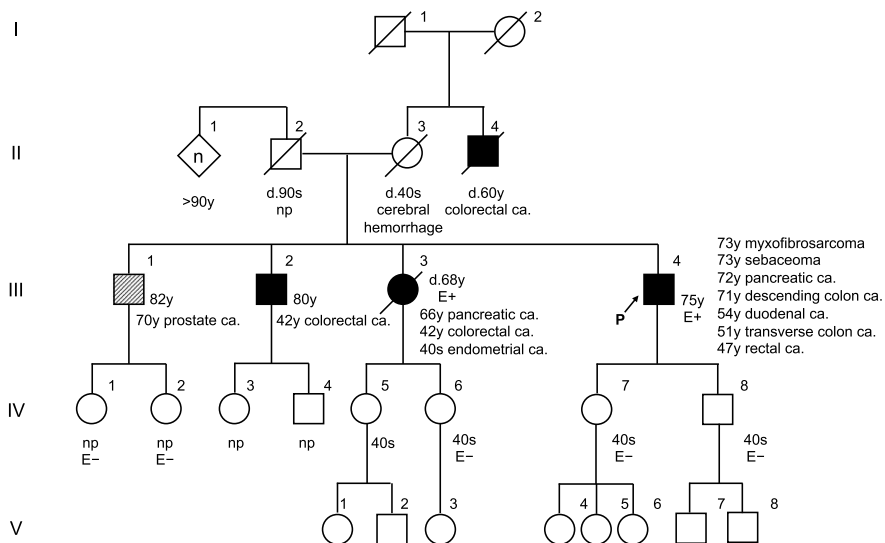 I
1
2
II
1
2
3
4
n
>90y
d.90s
np
d.40s
cerebral
hemorrhage
d.60y
colorectal ca.
III
1
2
3
4
82y
70y prostate ca.
80y
42y colorectal ca.
d.68y
E+
66y pancreatic ca.
42y colorectal ca.
40s endometrial ca.
P
75y
E+
73y myxofibrosarcoma
73y sebaceoma
72y pancreatic ca.
71y descending colon ca.
54y duodenal ca.
51y transverse colon ca.
47y rectal ca.
IV
1
2
3
4
5
6
7
8
np
E−
np
E−
np
np
40s
40s
E−
40s
E−
40s
E−
V
1
2
3
4
5
6
7
8